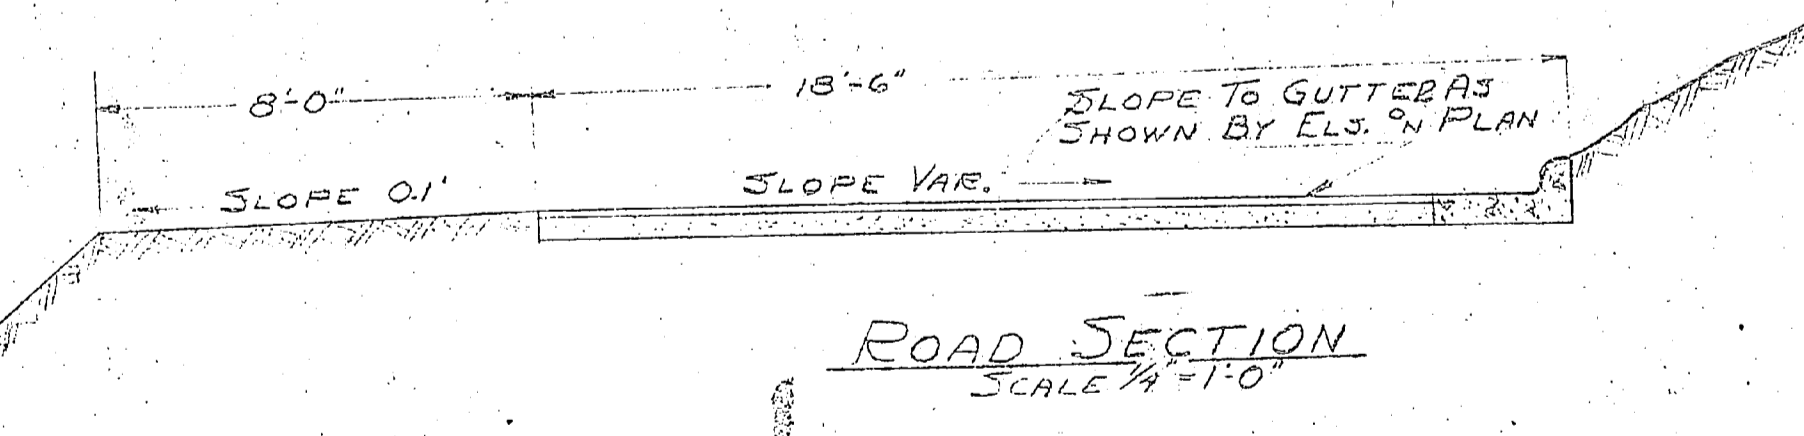 8'-0"
18'-6"
SLOPE TO GUTTER AS
SHOWN BY ELS. ON PLAN
SLOPE 0.1'
SLOPE VAR.
ROAD SECTION
SCALE 1/4" = 1'-0"